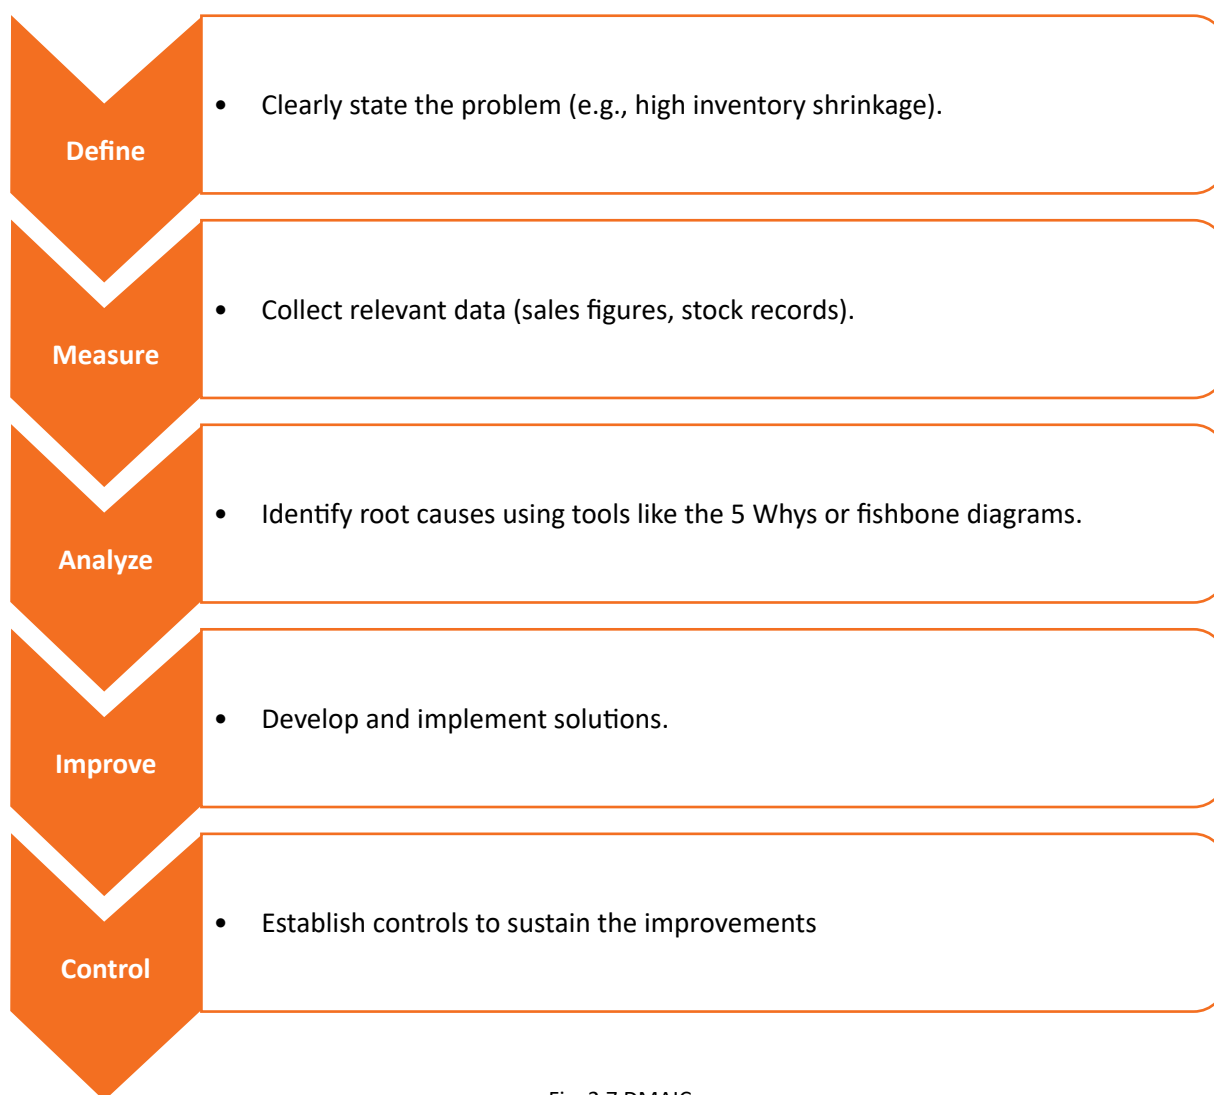 Define
• Clearly state the problem (e.g., high inventory shrinkage).
Measure
• Collect relevant data (sales figures, stock records).
Analyze
• Identify root causes using tools like the 5 Whys or fishbone diagrams.
Improve
• Develop and implement solutions.
Control
• Establish controls to sustain the improvements